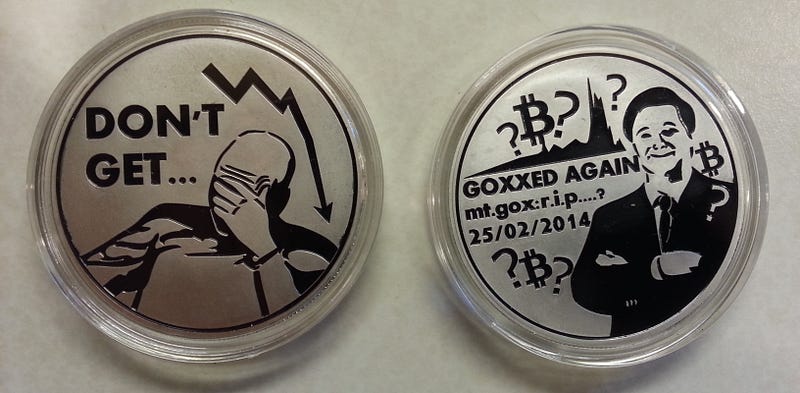 DON'T
GET...
?₿?
?
GOXXED AGAIN
mt.gox:r.i.p....?
25/02/2014
₿
?
?₿?